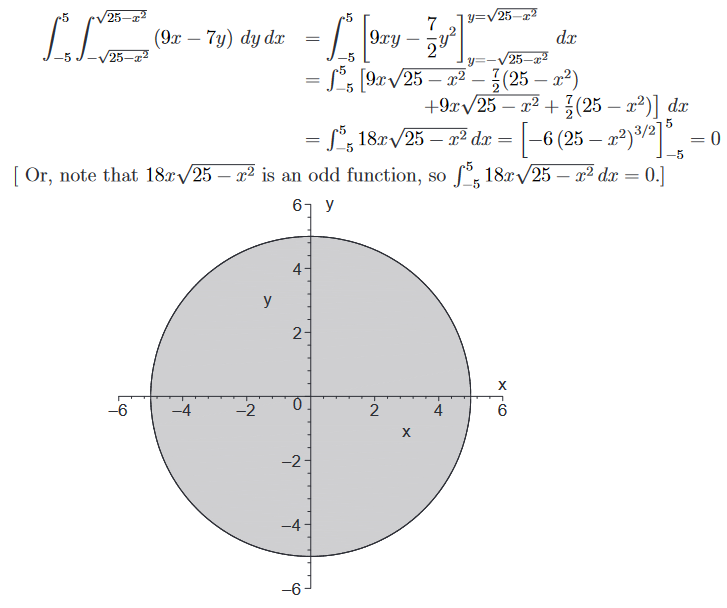 ∫_{-5}^{5} ∫_{-√(25−x²)}^{√(25−x²)} (9x − 7y) dy dx = ∫_{-5}^{5} [9xy − 7/2 y²]_{y=−√(25−x²)}^{y=√(25−x²)} dx
= ∫_{-5}^{5} [9x√(25 − x²) − 7/2(25 − x²)
+9x√(25 − x²) + 7/2(25 − x²)] dx
= ∫_{-5}^{5} 18x√(25 − x²) dx = [−6 (25 − x²)^{3/2}]_{-5}^{5} = 0
[ Or, note that 18x√(25 − x²) is an odd function, so ∫_{-5}^{5} 18x√(25 − x²) dx = 0.]
6 y
4
y
2
x
−6 −4 −2 0 2 4 6
x
−2
−4
−6